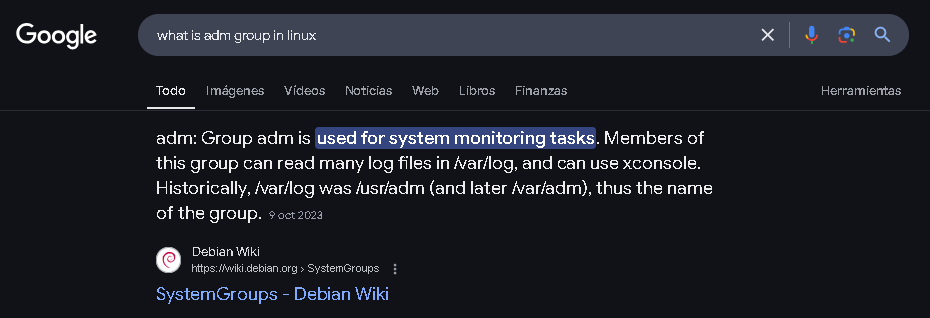 Google
what is adm group in linux
Todo Imágenes Vídeos Noticias Web Libros Finanzas Herramientas
adm: Group adm is used for system monitoring tasks. Members of
this group can read many log files in /var/log, and can use xconsole.
Historically, /var/log was /usr/adm (and later /var/adm), thus the name
of the group. 9 oct 2023
Debian Wiki
https://wiki.debian.org › SystemGroups
SystemGroups - Debian Wiki